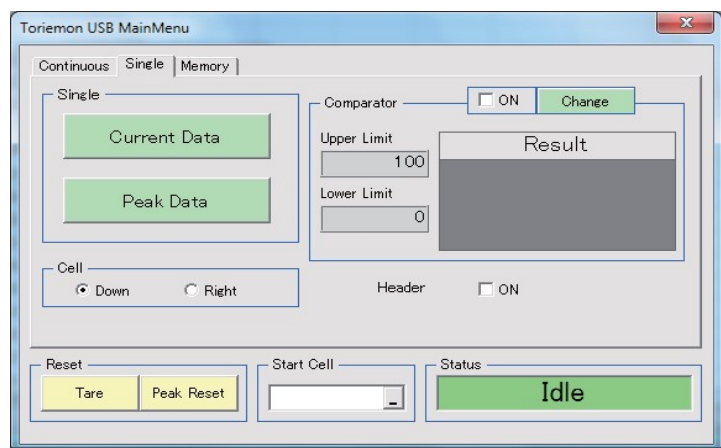 Toriemon USB MainMenu
Continuous Single Memory
Single
Current Data
Peak Data
Comparator ON Change
Upper Limit
100
Lower Limit
0
Result
Cell
Down Right
Header ON
Reset
Tare Peak Reset
Start Cell
_
Status
Idle